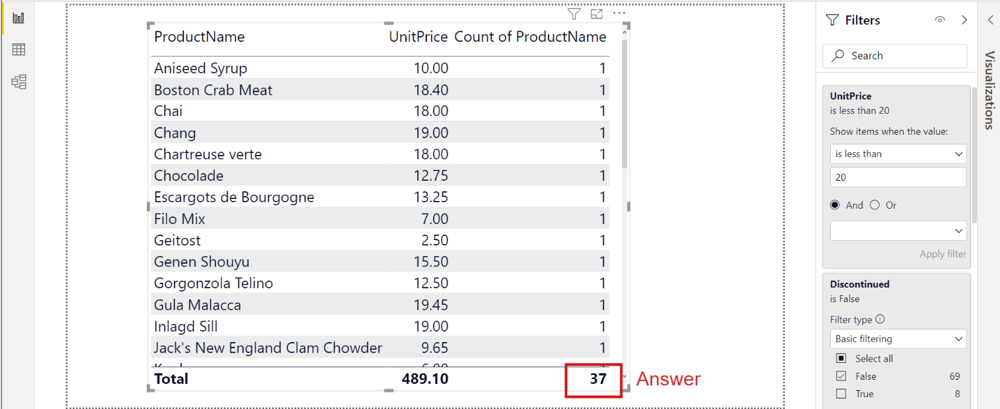 ProductName UnitPrice Count of ProductName
Aniseed Syrup 10.00 1
Boston Crab Meat 18.40 1
Chai 18.00 1
Chang 19.00 1
Chartreuse verte 18.00 1
Chocolade 12.75 1
Escargots de Bourgogne 13.25 1
Filo Mix 7.00 1
Geitost 2.50 1
Genen Shouyu 15.50 1
Gorgonzola Telino 12.50 1
Gula Malacca 19.45 1
Inlagd Sill 19.00 1
Jack's New England Clam Chowder 9.65 1
Total 489.10 37
Answer
Filters
Search
UnitPrice
is less than 20
Show items when the value:
is less than
20
And Or
Apply filter
Discontinued
is False
Filter type
Basic filtering
Select all
False 69
True 8
Visualizations